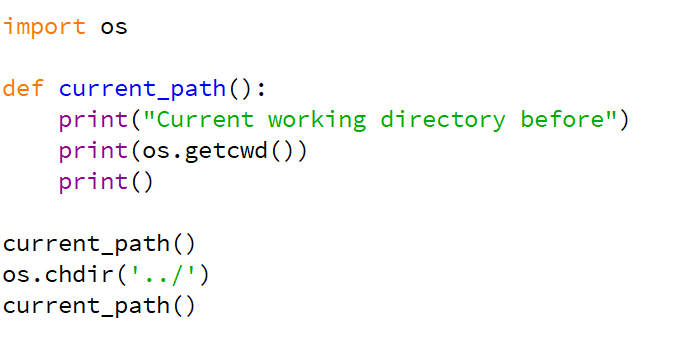 import os
def current_path():
    print("Current working directory before")
    print(os.getcwd())
    print()
current_path()
os.chdir('../')
current_path()